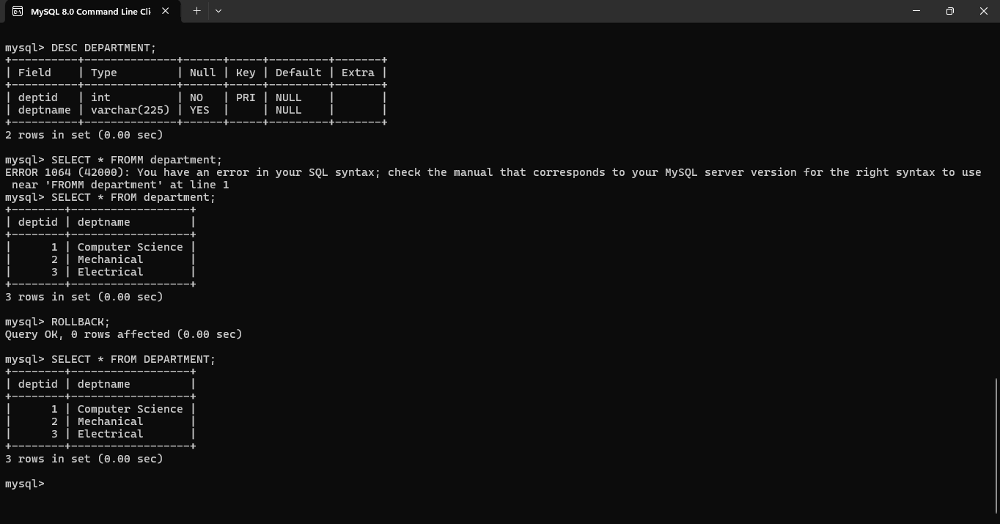 MySQL 8.0 Command Line Cli
mysql> DESC DEPARTMENT;
+----------+--------------+------+-----+---------+-------+
| Field    | Type         | Null | Key | Default | Extra |
+----------+--------------+------+-----+---------+-------+
| deptid   | int          | NO   | PRI | NULL    |       |
| deptname | varchar(225) | YES  |     | NULL    |       |
+----------+--------------+------+-----+---------+-------+
2 rows in set (0.00 sec)
mysql> SELECT * FROMM department;
ERROR 1064 (42000): You have an error in your SQL syntax; check the manual that corresponds to your MySQL server version for the right syntax to use
 near 'FROMM department' at line 1
mysql> SELECT * FROM department;
+--------+------------------+
| deptid | deptname         |
+--------+------------------+
|      1 | Computer Science |
|      2 | Mechanical       |
|      3 | Electrical       |
+--------+------------------+
3 rows in set (0.00 sec)
mysql> ROLLBACK;
Query OK, 0 rows affected (0.00 sec)
mysql> SELECT * FROM DEPARTMENT;
+--------+------------------+
| deptid | deptname         |
+--------+------------------+
|      1 | Computer Science |
|      2 | Mechanical       |
|      3 | Electrical       |
+--------+------------------+
3 rows in set (0.00 sec)
mysql>